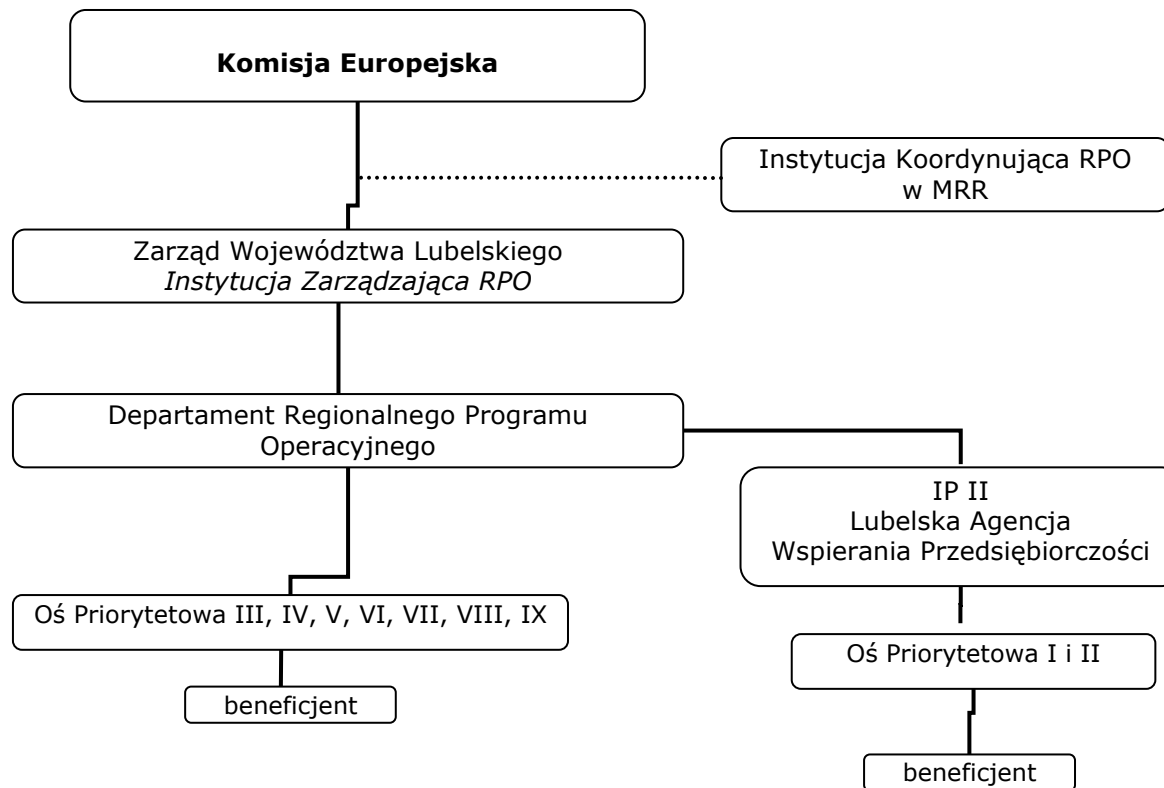 Komisja Europejska
Instytucja Koordynująca RPO
w MRR
Zarząd Województwa Lubelskiego
Instytucja Zarządzająca RPO
Departament Regionalnego Programu
Operacyjnego
IP II
Lubelska Agencja
Wspierania Przedsiębiorczości
Oś Priorytetowa III, IV, V, VI, VII, VIII, IX
Oś Priorytetowa I i II
beneficjent
beneficjent